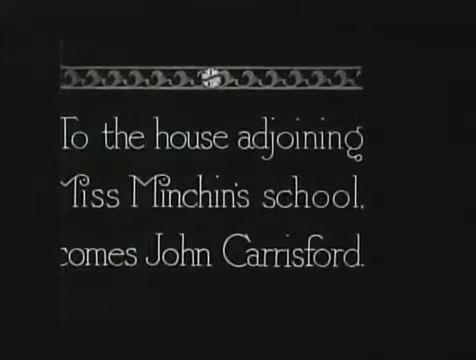 To the house adjoining
Miss Minchin's school,
comes John Carrisford.